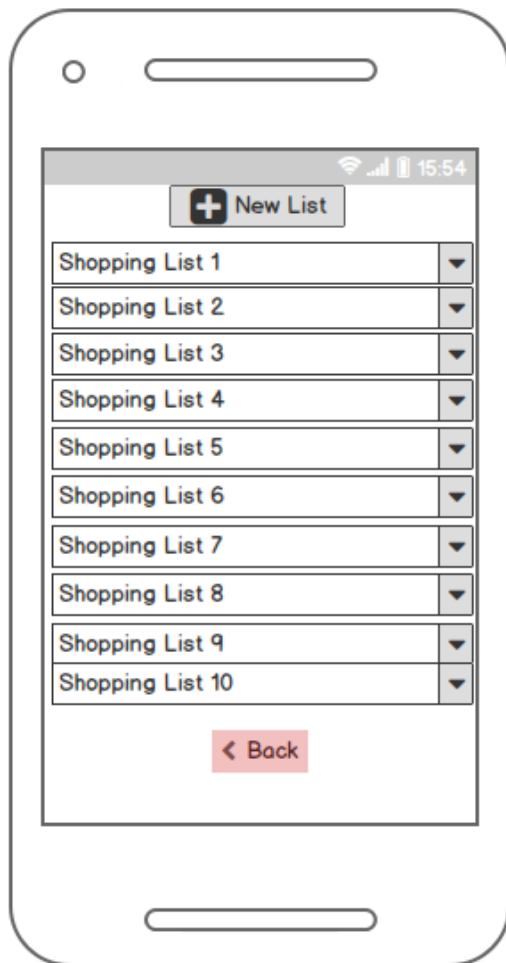 15:54
New List
Shopping List 1
Shopping List 2
Shopping List 3
Shopping List 4
Shopping List 5
Shopping List 6
Shopping List 7
Shopping List 8
Shopping List 9
Shopping List 10
Back